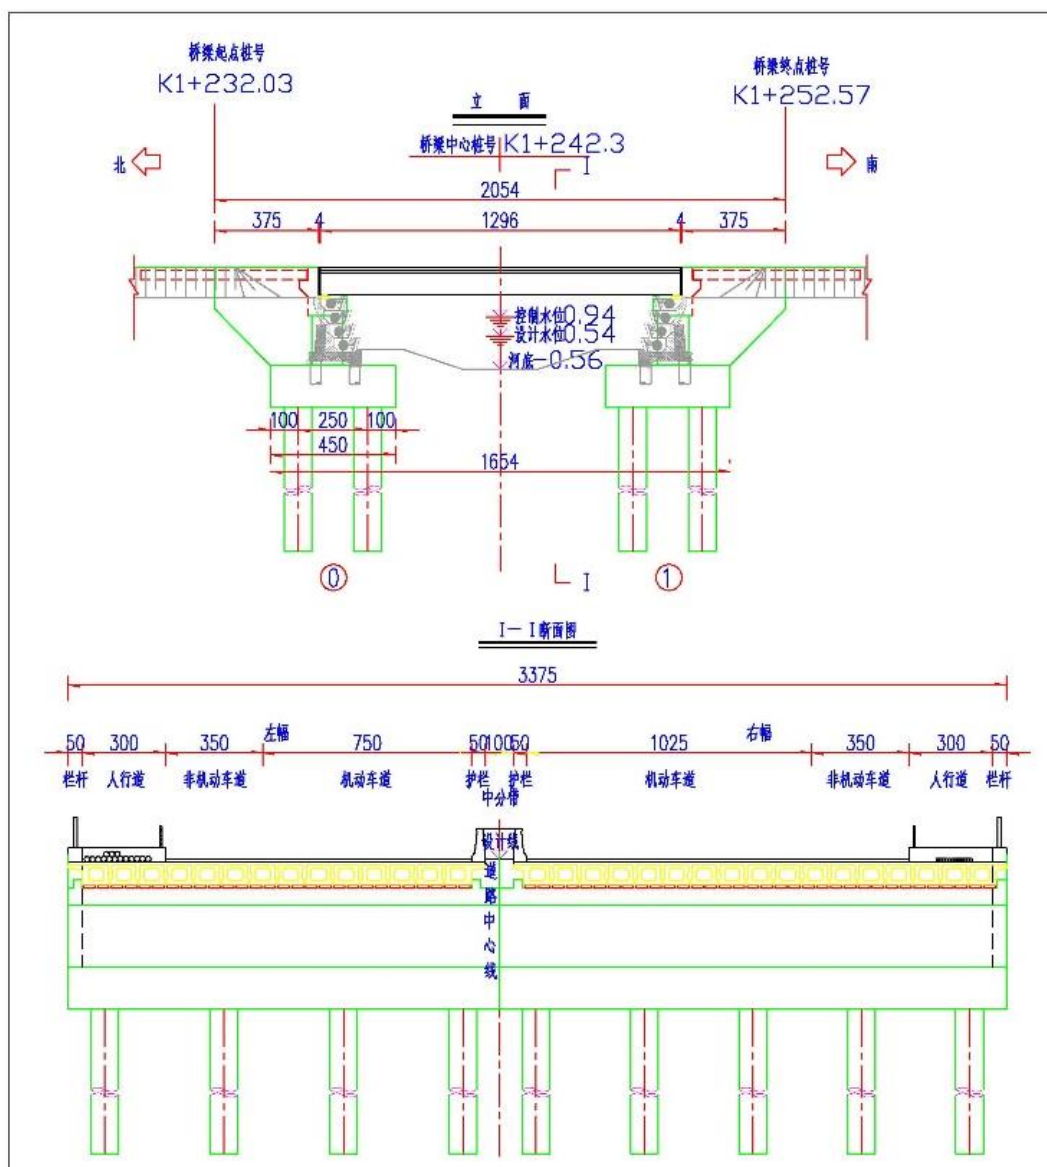 桥梁起点桩号
K1+232.03
桥梁终点桩号
K1+252.57
立 面
桥梁中心桩号 K1+242.3
北
I
南
2054
375 4 1296 4 375
控制水位0.94
设计水位0.54
河底-0.56
100 250 100
450
1654
0 I 1
I—I断面图
3375
左幅 右幅
50 300 350 750 50 100 50 1025 350 300 50
栏杆 人行道 非机动车道 机动车道 护栏 护栏 机动车道 非机动车道 人行道 栏杆
中分带
设计线
道路中心线